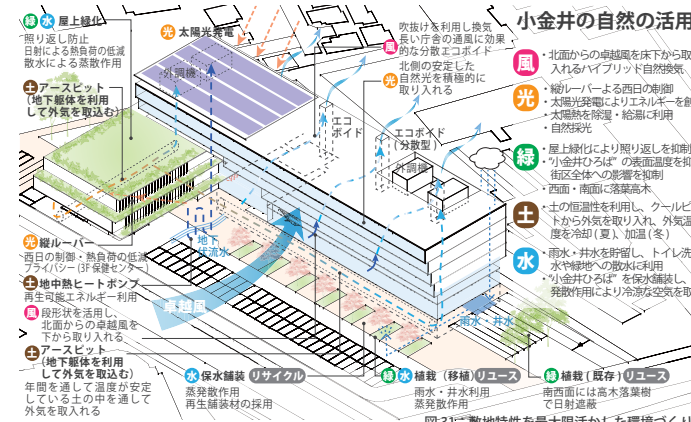 緑 水 屋上緑化
照り返し防止
日射による熱負荷の低減
散水による蒸散作用
土 アースピット
(地下躯体を利用
して外気を取込む)
光 太陽光発電
外調機
吹抜けを利用し換気
風 長い庁舎の通風に効果
的な分散エコボイド
北側の安定した
光 自然光を積極的に
取り入れる
エコ
ボイド
エコボイド
(分散型)
外調機
光 縦ルーバー
西日の制御・熱負荷の低減
プライバシー(3F 保健センター)
土 地中熱ヒートポンプ
再生可能エネルギー利用
風 段形状を活用し、
北面からの卓越風を
下から取り入れる
土 アースピット
(地下躯体を利用
して外気を取込む)
年間を通して温度が安定
している土の中を通して
外気を取入れる
地下
伏流水
卓越風
雨水・井水
水 保水舗装 リサイクル
蒸発散作用
再生舗装材の採用
緑 水 植栽(移植) リユース
雨水・井水利用
蒸発散作用
緑 植栽(既存) リユース
南西面には高木落葉樹
で日射遮蔽
小金井の自然の活用
風 ・北面からの卓越風を床下から取
入れるハイブリッド自然換気
光 ・縦ルーバーよる西日の制御
・太陽光発電によりエネルギーを創
・太陽熱を除湿・給湯に利用
・自然採光
緑 ・屋上緑化により照り返しを抑制
・“小金井ひろば”の表面温度を抑
街区全体への影響を抑制
・西面・南面に落葉高木
土 ・土の恒温性を利用し、クールピ
トから外気を取り入れ、外気温
度を冷却(夏)、加温(冬)
水 ・雨水・井水を貯留し、トイレ洗
水や緑地への散水に利用
・“小金井ひろば”を保水舗装し、
発散作用により冷涼な空気を取
図31:敷地特性を最大限活かした環境づくり